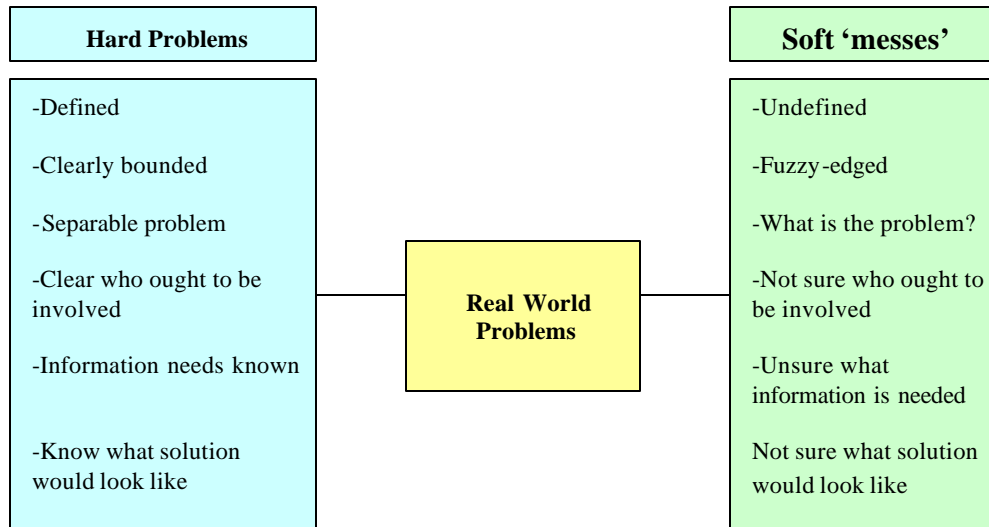 Hard Problems
-Defined
-Clearly bounded
-Separable problem
-Clear who ought to be
involved
-Information needs known
-Know what solution
would look like
Real World
Problems
Soft ‘messes’
-Undefined
-Fuzzy-edged
-What is the problem?
-Not sure who ought to
be involved
-Unsure what
information is needed
Not sure what solution
would look like